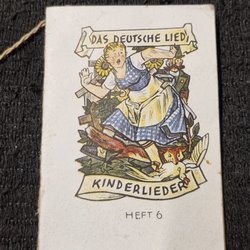 DAS DEUTSCHE LIED
KINDERLIEDER
HEFT 6